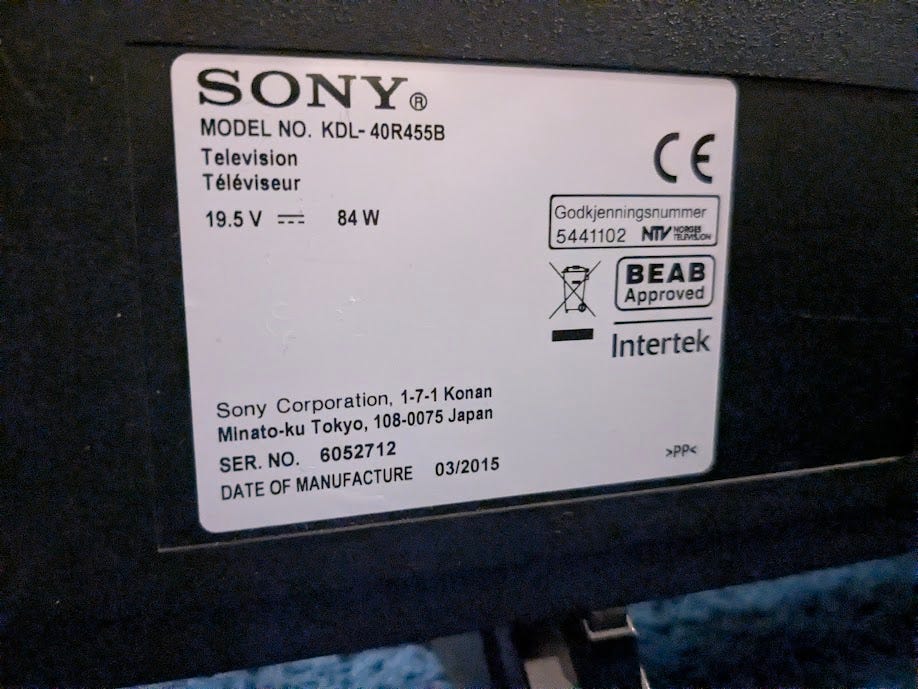 SONY®
MODEL NO. KDL-40R455B
Television
Téléviseur
19.5 V ⎓ 84 W
CE
Godkjenningsnummer
5441102 NTV NORGES
TELEVISJON
BEAB
Approved
Intertek
Sony Corporation, 1-7-1 Konan
Minato-ku Tokyo, 108-0075 Japan
SER. NO. 6052712
DATE OF MANUFACTURE 03/2015
>PP<